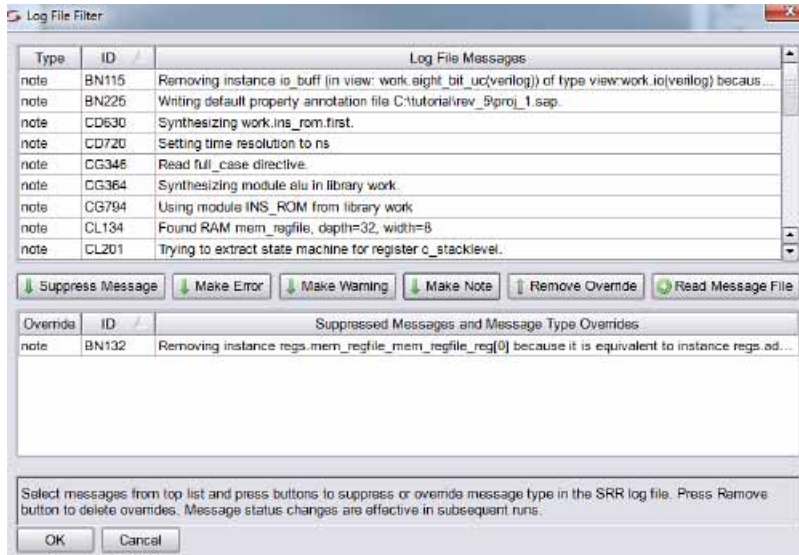 Log File Filter
Type ID Log File Messages
note BN115 Removing instance io_buff (in view: work.eight_bit_uc(verilog)) of type view:work.io(verilog) becaus...
note BN225 Writing default property annotation file C:\tutorial\rev_5\proj_1.sap.
note CD630 Synthesizing work.ins_rom.first.
note CD720 Setting time resolution to ns
note CG346 Read full_case directive.
note CG364 Synthesizing module alu in library work.
note CG794 Using module INS_ROM from library work
note CL134 Found RAM mem_regfile, depth=32, width=8
note CL201 Trying to extract state machine for register c_stacklevel.
Suppress Message Make Error Make Warning Make Note Remove Override Read Message File
Override ID Suppressed Messages and Message Type Overrides
note BN132 Removing instance regs.mem_regfile_mem_regfile_reg[0] because it is equivalent to instance regs.ad...
Select messages from top list and press buttons to suppress or override message type in the SRR log file. Press Remove
button to delete overrides. Message status changes are effective in subsequent runs.
OK Cancel